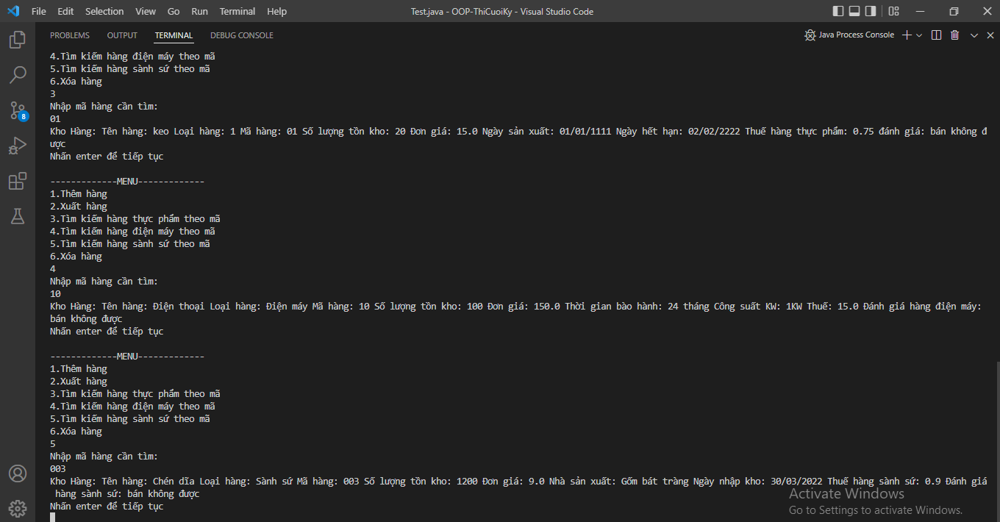 File Edit Selection View Go Run Terminal Help
Test.java - OOP-ThiCuoiKy - Visual Studio Code
PROBLEMS OUTPUT TERMINAL DEBUG CONSOLE
Java Process Console
8
4.Tìm kiếm hàng điện máy theo mã
5.Tìm kiếm hàng sành sứ theo mã
6.Xóa hàng
3
Nhập mã hàng cần tìm:
01
Kho Hàng: Tên hàng: keo Loại hàng: 1 Mã hàng: 01 Số lượng tồn kho: 20 Đơn giá: 15.0 Ngày sản xuất: 01/01/1111 Ngày hết hạn: 02/02/2222 Thuế hàng thực phẩm: 0.75 đánh giá: bán không đ
ược
Nhấn enter để tiếp tục
-------------MENU-------------
1.Thêm hàng
2.Xuất hàng
3.Tìm kiếm hàng thực phẩm theo mã
4.Tìm kiếm hàng điện máy theo mã
5.Tìm kiếm hàng sành sứ theo mã
6.Xóa hàng
4
Nhập mã hàng cần tìm:
10
Kho Hàng: Tên hàng: Điện thoại Loại hàng: Điện máy Mã hàng: 10 Số lượng tồn kho: 100 Đơn giá: 150.0 Thời gian bào hành: 24 tháng Công suất KW: 1KW Thuế: 15.0 Đánh giá hàng điện máy:
bán không được
Nhấn enter để tiếp tục
-------------MENU-------------
1.Thêm hàng
2.Xuất hàng
3.Tìm kiếm hàng thực phẩm theo mã
4.Tìm kiếm hàng điện máy theo mã
5.Tìm kiếm hàng sành sứ theo mã
6.Xóa hàng
5
Nhập mã hàng cần tìm:
003
Kho Hàng: Tên hàng: Chén dĩa Loại hàng: Sành sứ Mã hàng: 003 Số lượng tồn kho: 1200 Đơn giá: 9.0 Nhà sản xuất: Gốm bát tràng Ngày nhập kho: 30/03/2022 Thuế hàng sành sứ: 0.9 Đánh giá
hàng sành sứ: bán không được
Nhấn enter để tiếp tục
Activate Windows
Go to Settings to activate Windows.